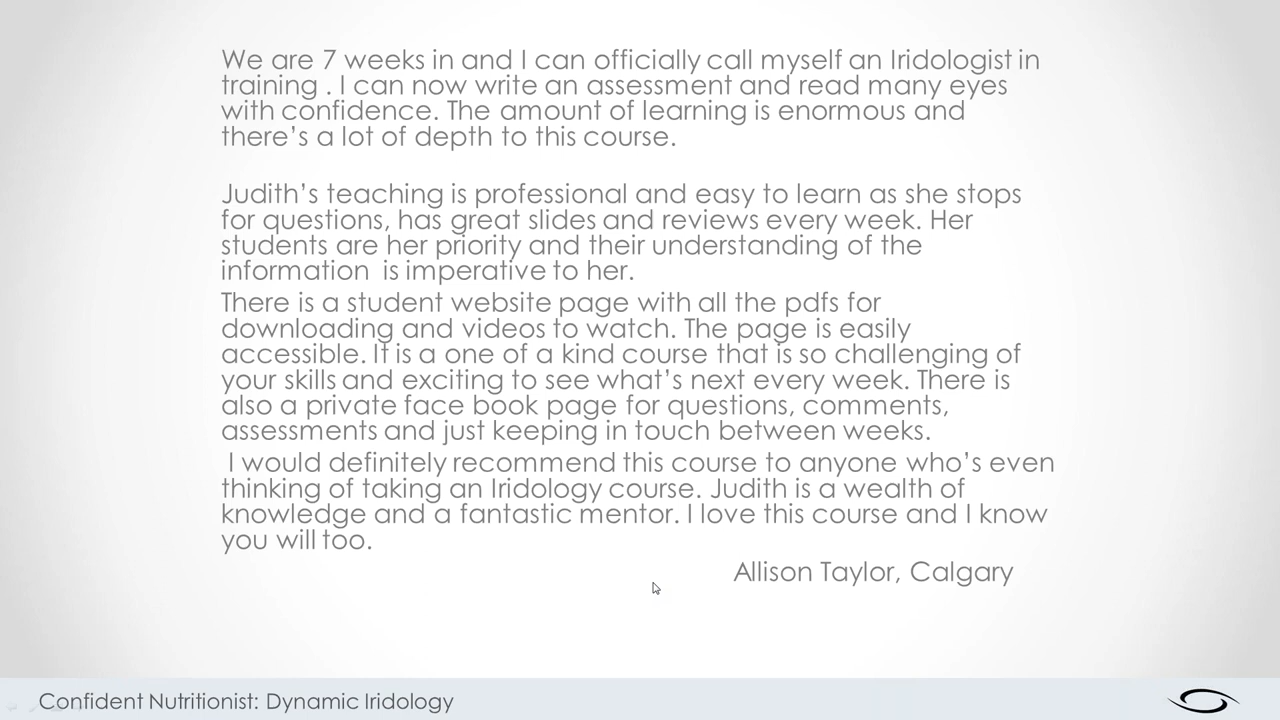 We are 7 weeks in and I can officially call myself an Iridologist in
training . I can now write an assessment and read many eyes
with confidence. The amount of learning is enormous and
there's a lot of depth to this course.
Judith's teaching is professional and easy to learn as she stops
for questions, has great slides and reviews every week. Her
students are her priority and their understanding of the
information  is imperative to her.
There is a student website page with all the pdfs for
downloading and videos to watch. The page is easily
accessible. It is a one of a kind course that is so challenging of
your skills and exciting to see what's next every week. There is
also a private face book page for questions, comments,
assessments and just keeping in touch between weeks.
I would definitely recommend this course to anyone who's even
thinking of taking an Iridology course. Judith is a wealth of
knowledge and a fantastic mentor. I love this course and I know
you will too.
Allison Taylor, Calgary
Confident Nutritionist: Dynamic Iridology